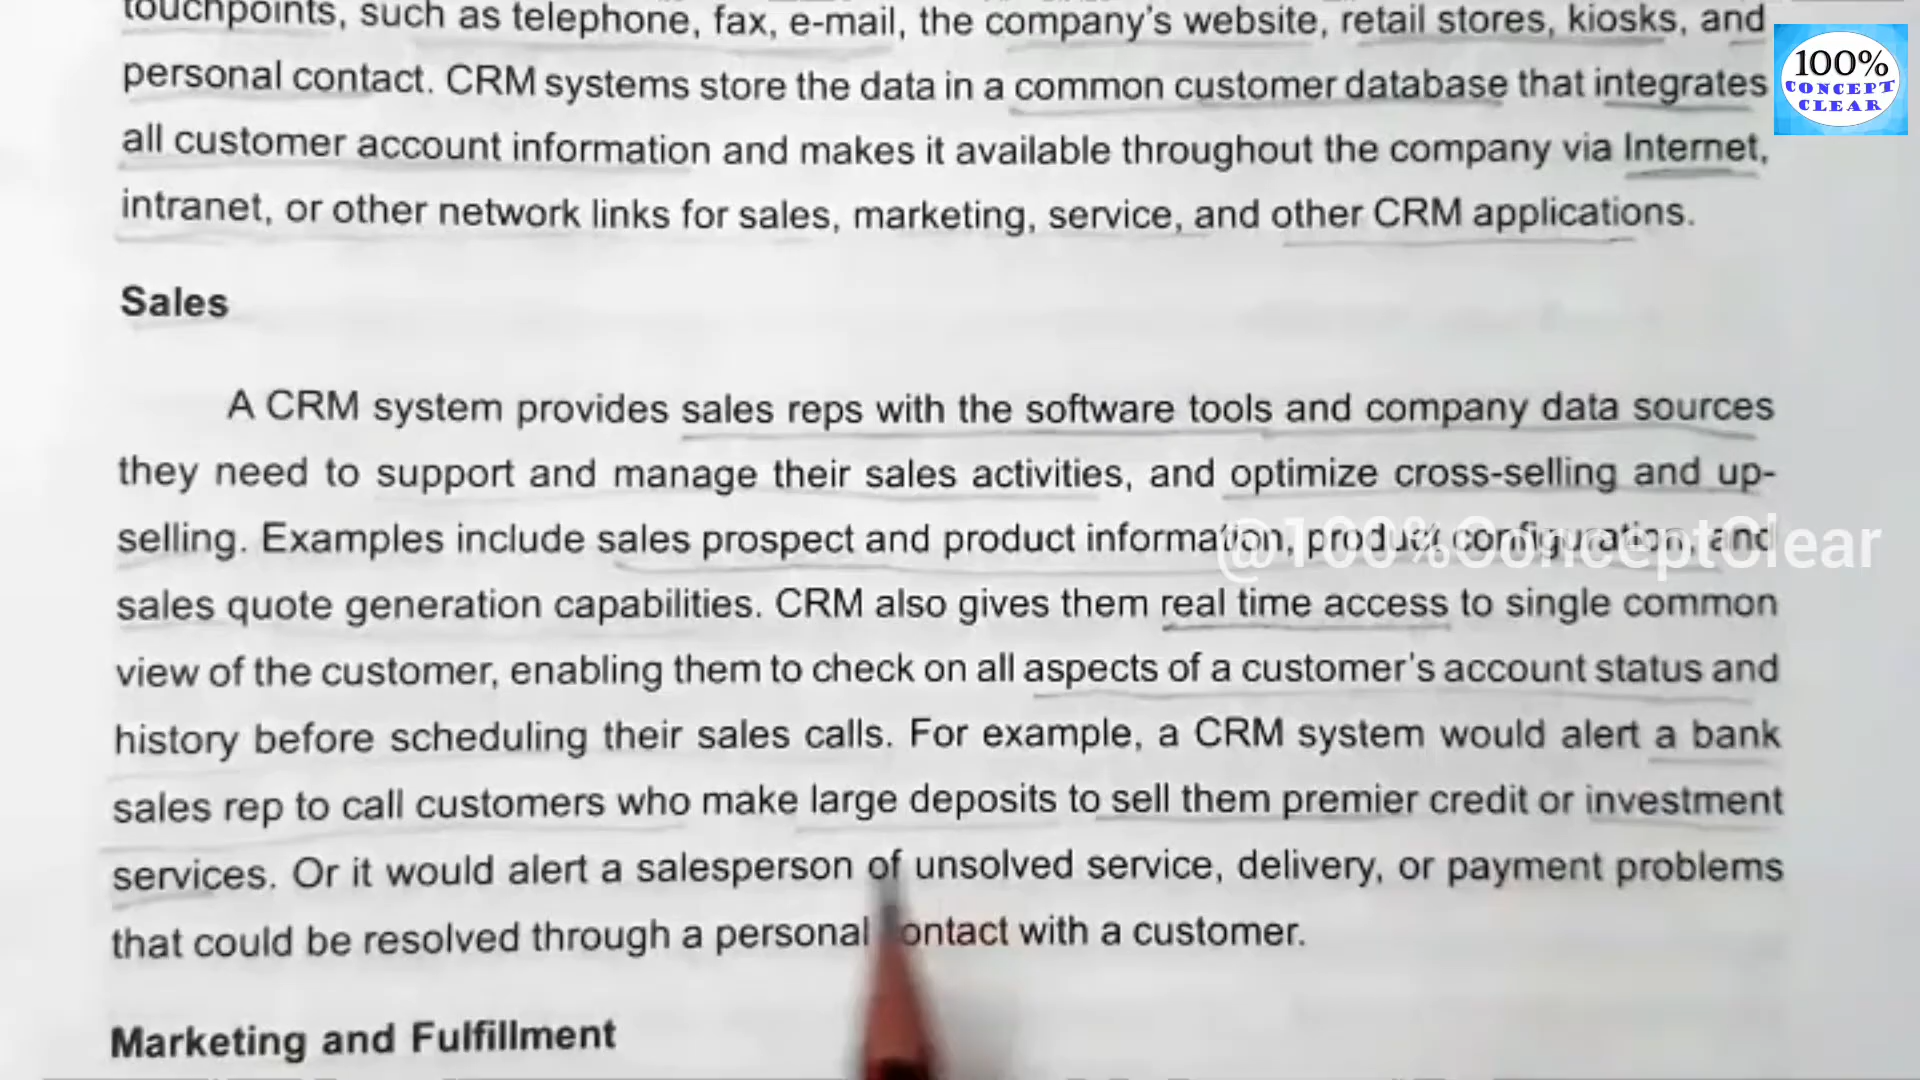 touchpoints, such as telephone, fax, e-mail, the company's website, retail stores, kiosks, and
personal contact. CRM systems store the data in a common customer database that integrates
all customer account information and makes it available throughout the company via Internet,
intranet, or other network links for sales, marketing, service, and other CRM applications.
100%
CONCEPT
CLEAR
Sales
A CRM system provides sales reps with the software tools and company data sources
they need to support and manage their sales activities, and optimize cross-selling and up-
selling. Examples include sales prospect and product information, product configuration, and
@100%ConceptClear
sales quote generation capabilities. CRM also gives them real time access to single common
view of the customer, enabling them to check on all aspects of a customer's account status and
history before scheduling their sales calls. For example, a CRM system would alert a bank
sales rep to call customers who make large deposits to sell them premier credit or investment
services. Or it would alert a salesperson of unsolved service, delivery, or payment problems
that could be resolved through a personal contact with a customer.
Marketing and Fulfillment